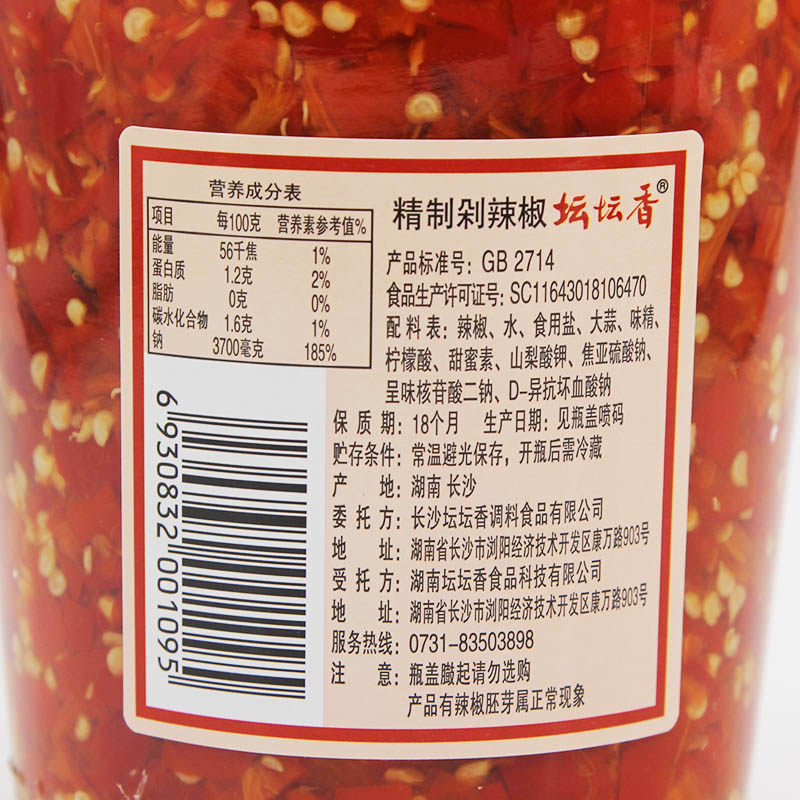 营养成分表
项目 每100克 营养素参考值%
能量 56千焦 1%
蛋白质 1.2克 2%
脂肪 0克 0%
碳水化合物 1.6克 1%
钠 3700毫克 185%
6 930832 001095
精制剁辣椒 坛坛香®
产品标准号：GB 2714
食品生产许可证号：SC11643018106470
配料表：辣椒、水、食用盐、大蒜、味精、
柠檬酸、甜蜜素、山梨酸钾、焦亚硫酸钠、
呈味核苷酸二钠、D-异抗坏血酸钠
保质期：18个月 生产日期：见瓶盖喷码
贮存条件：常温避光保存，开瓶后需冷藏
产地：湖南 长沙
委托方：长沙坛坛香调料食品有限公司
地址：湖南省长沙市浏阳经济技术开发区康万路903号
受托方：湖南坛坛香食品科技有限公司
地址：湖南省长沙市浏阳经济技术开发区康万路903号
服务热线：0731-83503898
注意：瓶盖臌起请勿选购
产品有辣椒胚芽属正常现象